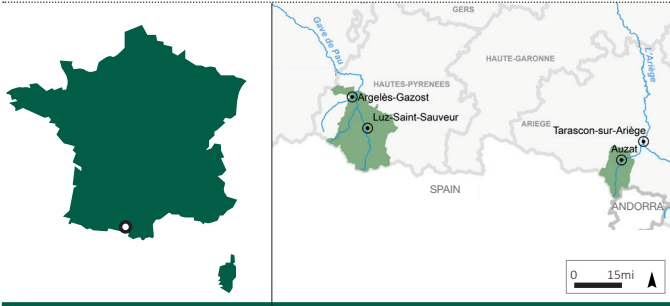 GERS
Gave de Pau
L'Ariège
HAUTE-GARONNE
HAUTES-PYRENEES
Argelès-Gazost
Luz-Saint-Sauveur
ARIEGE
Tarascon-sur-Ariège
Auzat
SPAIN
ANDORRA
0 15mi